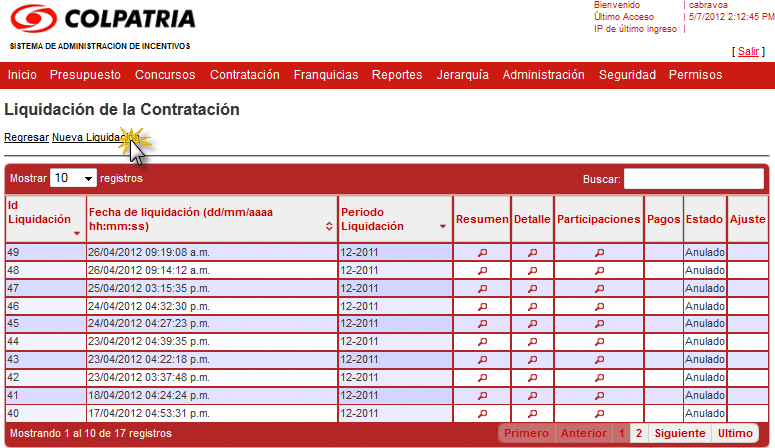 COLPATRIA
SISTEMA DE ADMINISTRACIÓN DE INCENTIVOS
Bienvenido | cabravoa
Último Acceso | 5/7/2012 2:12:45 PM
IP de último ingreso |
[ Salir ]
Inicio Presupuesto Concursos Contratación Franquicias Reportes Jerarquía Administración Seguridad Permisos
Liquidación de la Contratación
Regresar Nueva Liquidación
Mostrar 10 registros Buscar:
Id Liquidación Fecha de liquidación (dd/mm/aaaa hh:mm:ss) Periodo Liquidación Resumen Detalle Participaciones Pagos Estado Ajuste
49 26/04/2012 09:19:08 a.m. 12-2011 Anulado
48 26/04/2012 09:14:12 a.m. 12-2011 Anulado
47 25/04/2012 03:15:35 p.m. 12-2011 Anulado
46 24/04/2012 04:32:30 p.m. 12-2011 Anulado
45 24/04/2012 04:27:23 p.m. 12-2011 Anulado
44 23/04/2012 04:39:35 p.m. 12-2011 Anulado
43 23/04/2012 04:22:18 p.m. 12-2011 Anulado
42 23/04/2012 03:37:48 p.m. 12-2011 Anulado
41 18/04/2012 04:24:24 p.m. 12-2011 Anulado
40 17/04/2012 04:53:31 p.m. 12-2011 Anulado
Mostrando 1 al 10 de 17 registros Primero Anterior 1 2 Siguiente Ultimo